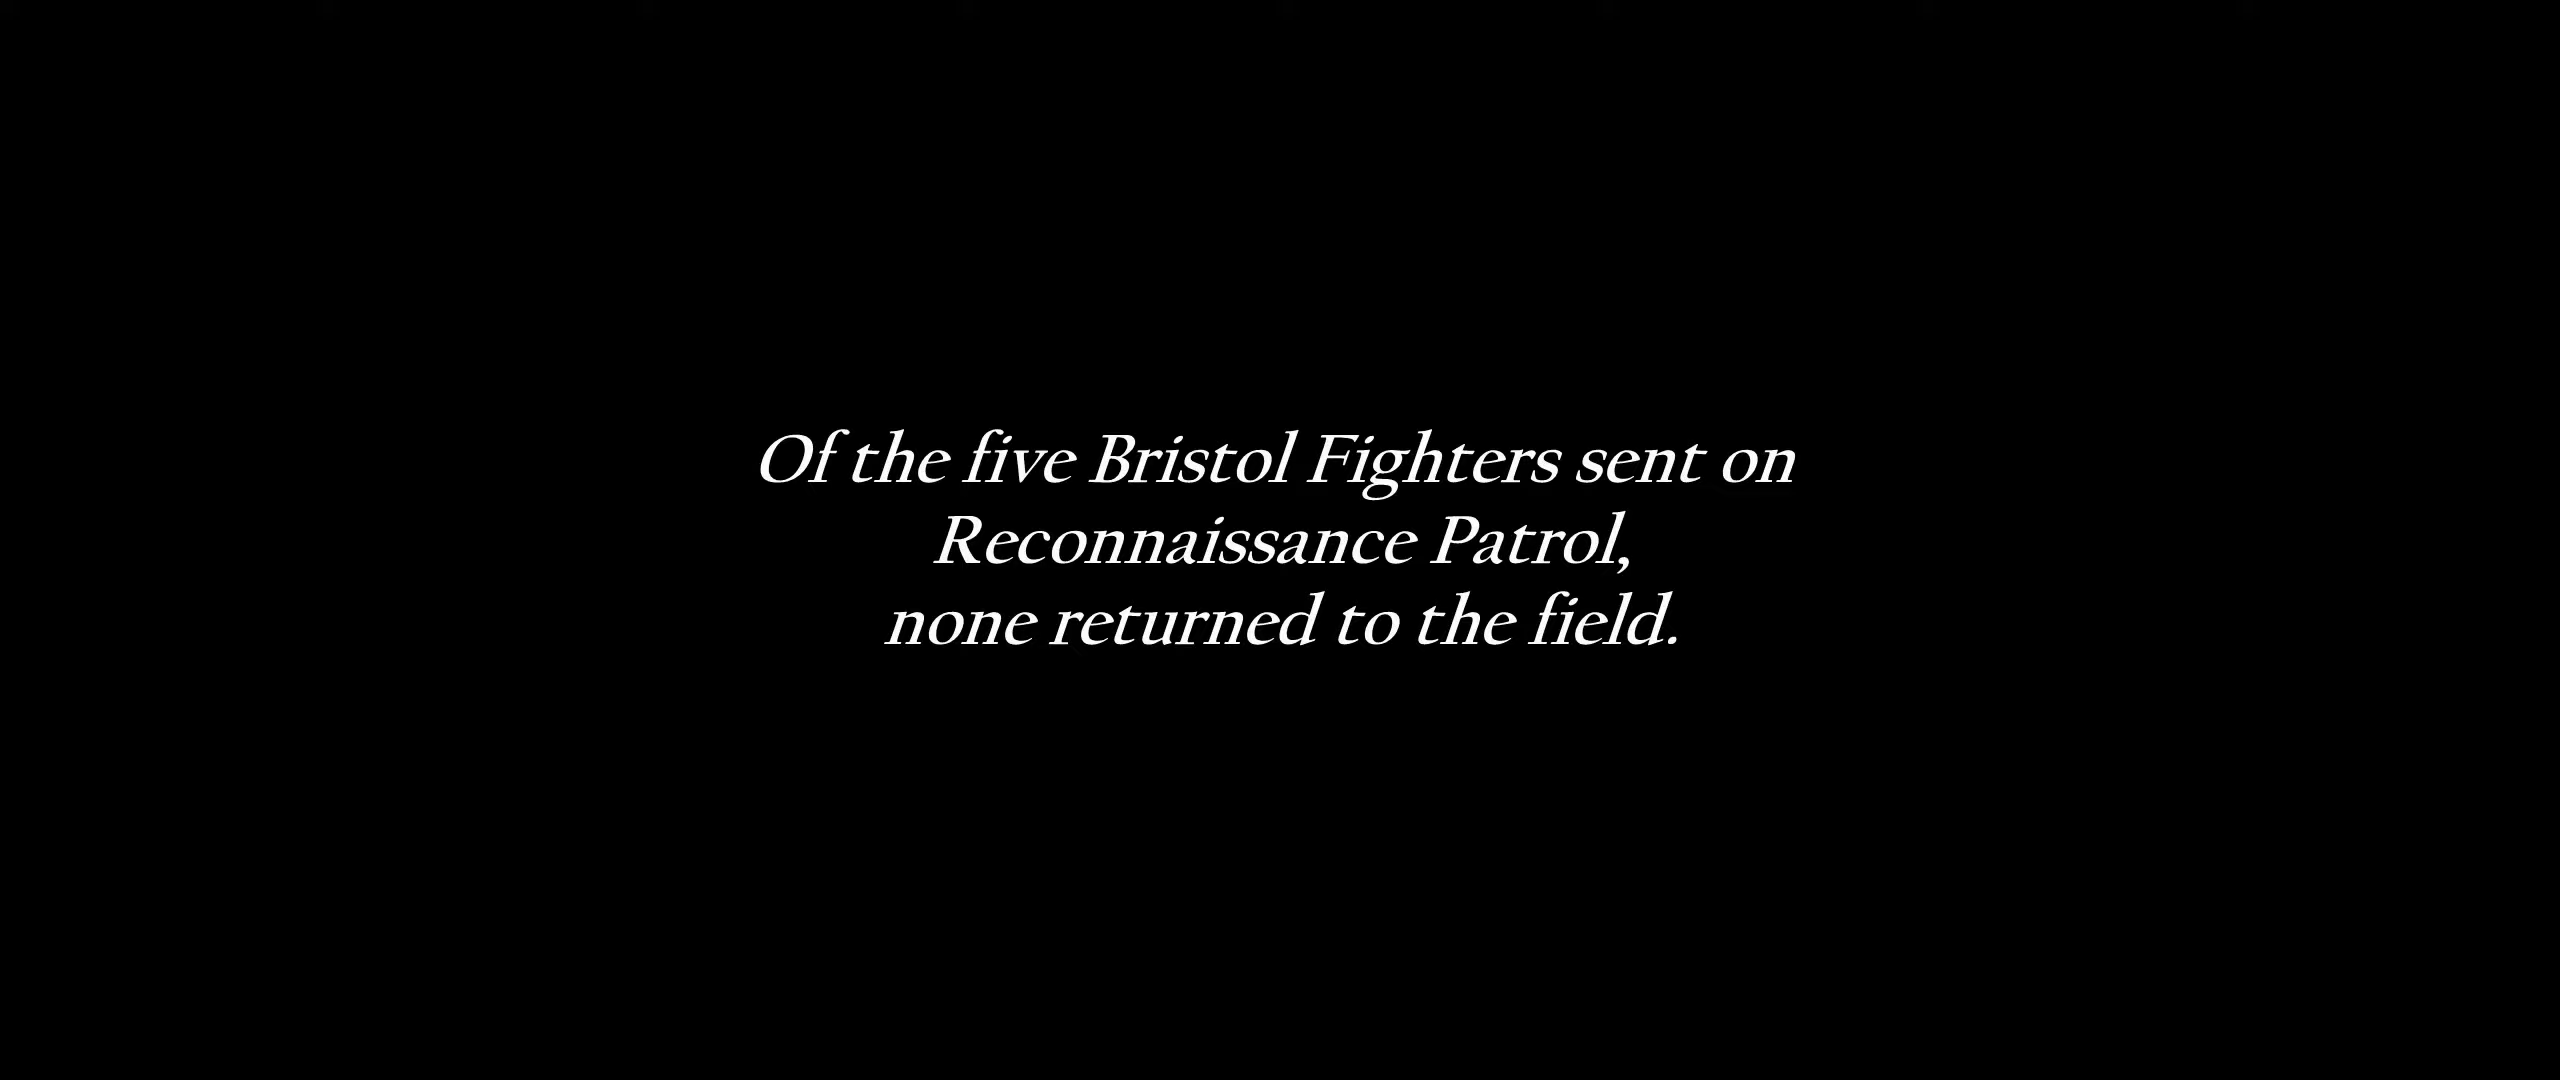 Of the five Bristol Fighters sent on
Reconnaissance Patrol,
none returned to the field.